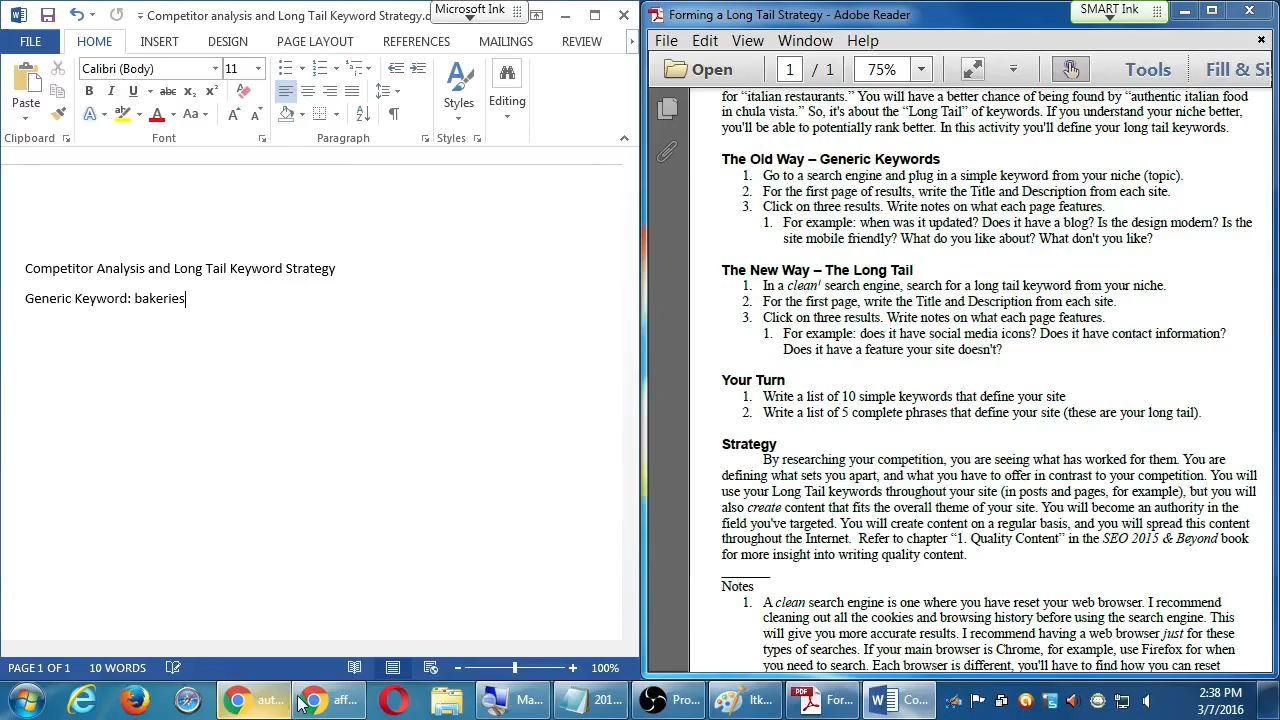 Competitor analysis and Long Tail Keyword Strategy.d
Microsoft Ink
FILE HOME INSERT DESIGN PAGE LAYOUT REFERENCES MAILINGS REVIEW
Calibri (Body) 11
Paste
Styles
Editing
Clipboard
Font
Paragraph
Styles
Competitor Analysis and Long Tail Keyword Strategy
Generic Keyword: bakeries
PAGE 1 OF 1 10 WORDS 100%
Forming a Long Tail Strategy - Adobe Reader
SMART Ink
File Edit View Window Help
Open 1 / 1 75% Tools Fill & Si
for “italian restaurants.” You will have a better chance of being found by “authentic italian food
in chula vista.” So, it's about the “Long Tail” of keywords. If you understand your niche better,
you'll be able to potentially rank better. In this activity you'll define your long tail keywords.
The Old Way – Generic Keywords
1. Go to a search engine and plug in a simple keyword from your niche (topic).
2. For the first page of results, write the Title and Description from each site.
3. Click on three results. Write notes on what each page features.
1. For example: when was it updated? Does it have a blog? Is the design modern? Is the
site mobile friendly? What do you like about? What don't you like?
The New Way – The Long Tail
1. In a clean¹ search engine, search for a long tail keyword from your niche.
2. For the first page, write the Title and Description from each site.
3. Click on three results. Write notes on what each page features.
1. For example: does it have social media icons? Does it have contact information?
Does it have a feature your site doesn't?
Your Turn
1. Write a list of 10 simple keywords that define your site
2. Write a list of 5 complete phrases that define your site (these are your long tail).
Strategy
By researching your competition, you are seeing what has worked for them. You are
defining what sets you apart, and what you have to offer in contrast to your competition. You will
use your Long Tail keywords throughout your site (in posts and pages, for example), but you will
also create content that fits the overall theme of your site. You will become an authority in the
field you've targeted. You will create content on a regular basis, and you will spread this content
throughout the Internet. Refer to chapter “1. Quality Content” in the SEO 2015 & Beyond book
for more insight into writing quality content.
Notes
1. A clean search engine is one where you have reset your web browser. I recommend
cleaning out all the cookies and browsing history before using the search engine. This
will give you more accurate results. I recommend having a web browser just for these
types of searches. If your main browser is Chrome, for example, use Firefox for when
you need to search. Each browser is different, you'll have to find how you can reset
aut... aff... Ma... 201... Pro... Itk... For... Co...
2:38 PM
3/7/2016